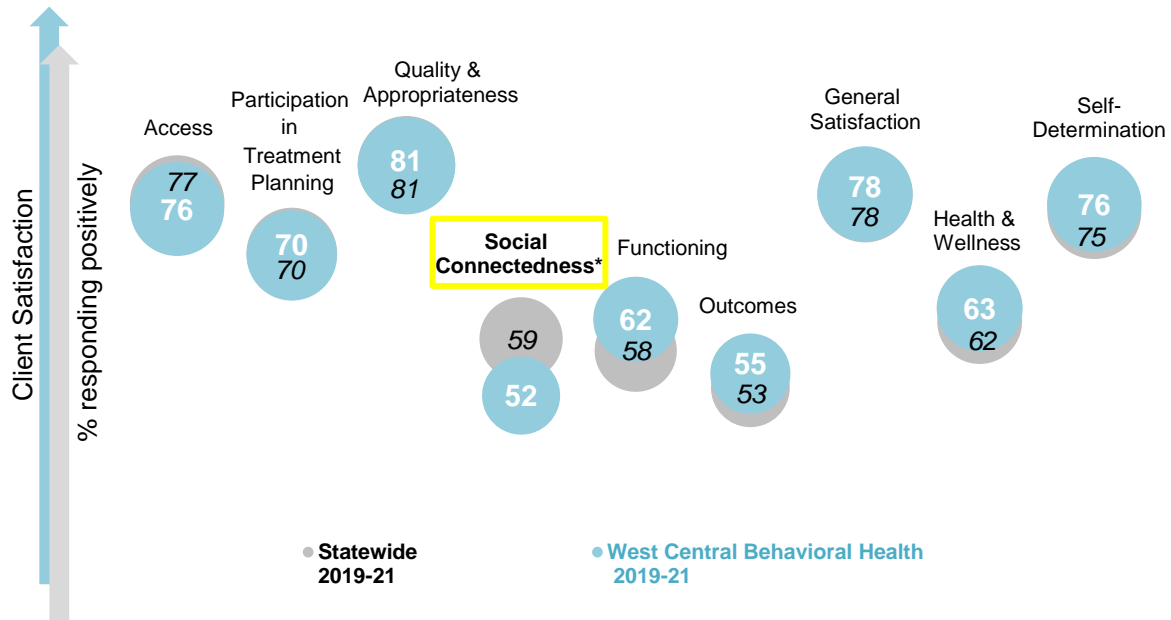 Client Satisfaction
% responding positively
Access
77
76
Participation
in
Treatment
Planning
70
70
Quality &
Appropriateness
81
81
Social
Connectedness*
59
52
Functioning
62
58
Outcomes
55
53
General
Satisfaction
78
78
Health &
Wellness
63
62
Self-
Determination
76
75
Statewide
2019-21
West Central Behavioral Health
2019-21